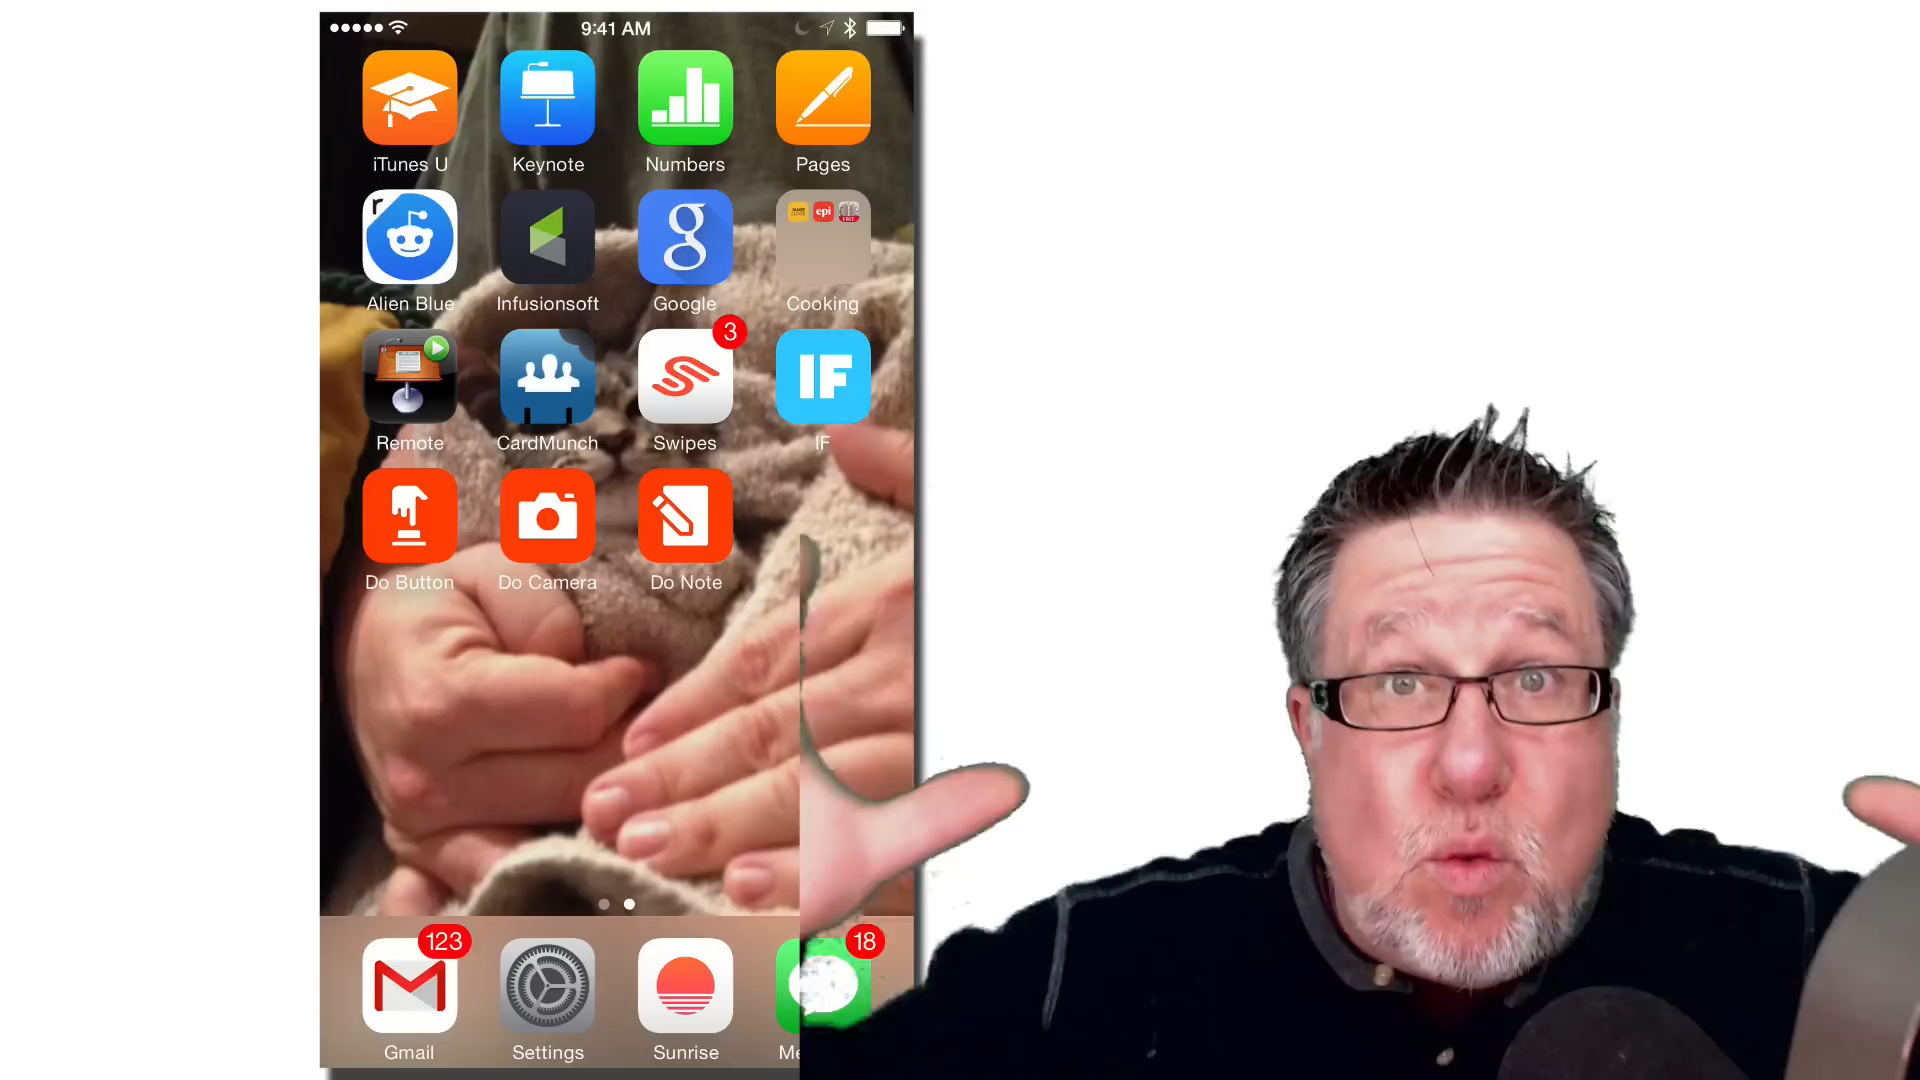 9:41 AM
iTunes U Keynote Numbers Pages
r g epi
Alien Blue Infusionsoft Google Cooking
3
IF
Remote CardMunch Swipes IF
Do Button Do Camera Do Note
123 18
Gmail Settings Sunrise Me